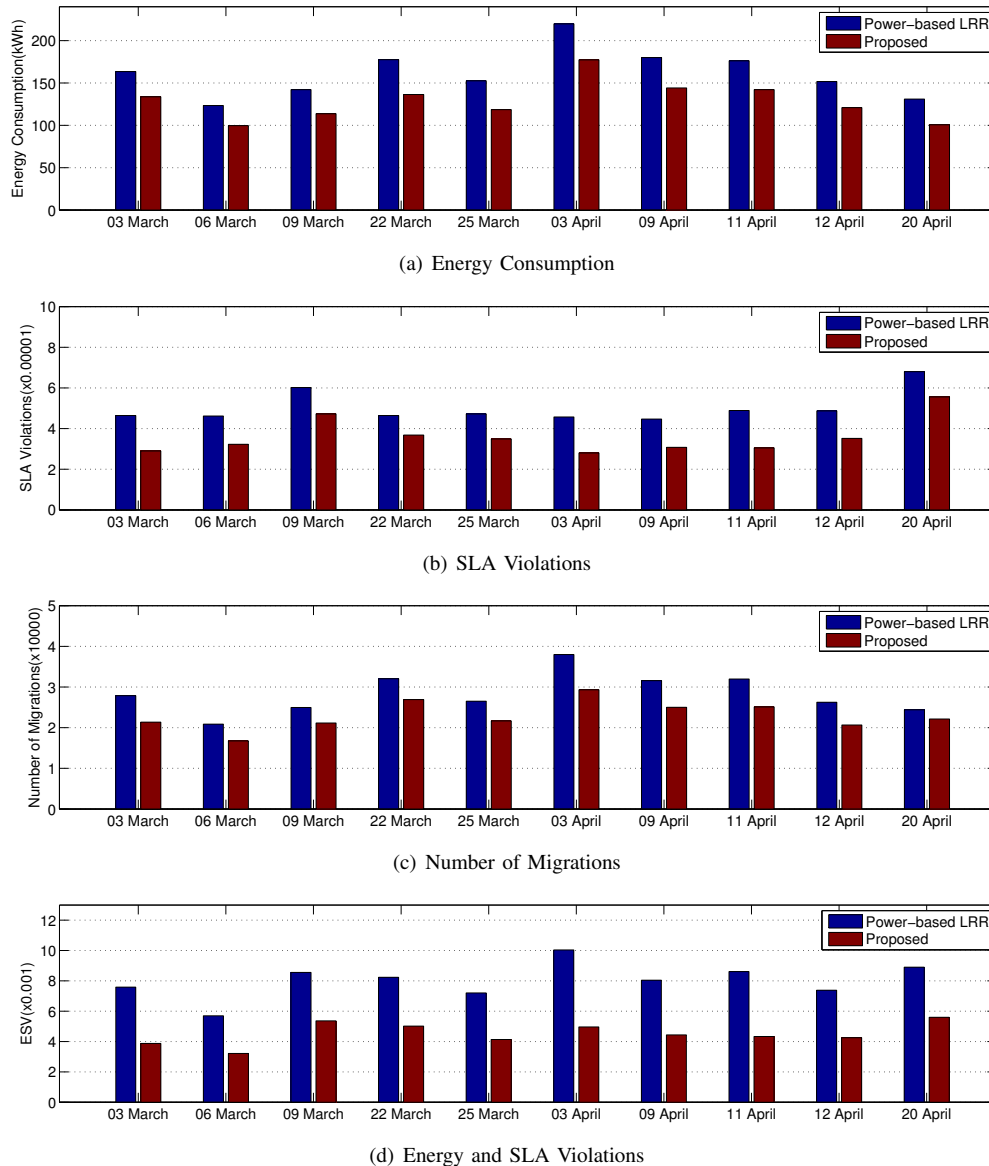 Energy Consumption(kWh)
200
150
100
50
0
Power-based LRR
Proposed
03 March 06 March 09 March 22 March 25 March 03 April 09 April 11 April 12 April 20 April
(a) Energy Consumption
SLA Violations(x0.00001)
10
8
6
4
2
0
Power-based LRR
Proposed
03 March 06 March 09 March 22 March 25 March 03 April 09 April 11 April 12 April 20 April
(b) SLA Violations
Number of Migrations(x10000)
5
4
3
2
1
0
Power-based LRR
Proposed
03 March 06 March 09 March 22 March 25 March 03 April 09 April 11 April 12 April 20 April
(c) Number of Migrations
ESV(x0.001)
12
10
8
6
4
2
0
Power-based LRR
Proposed
03 March 06 March 09 March 22 March 25 March 03 April 09 April 11 April 12 April 20 April
(d) Energy and SLA Violations